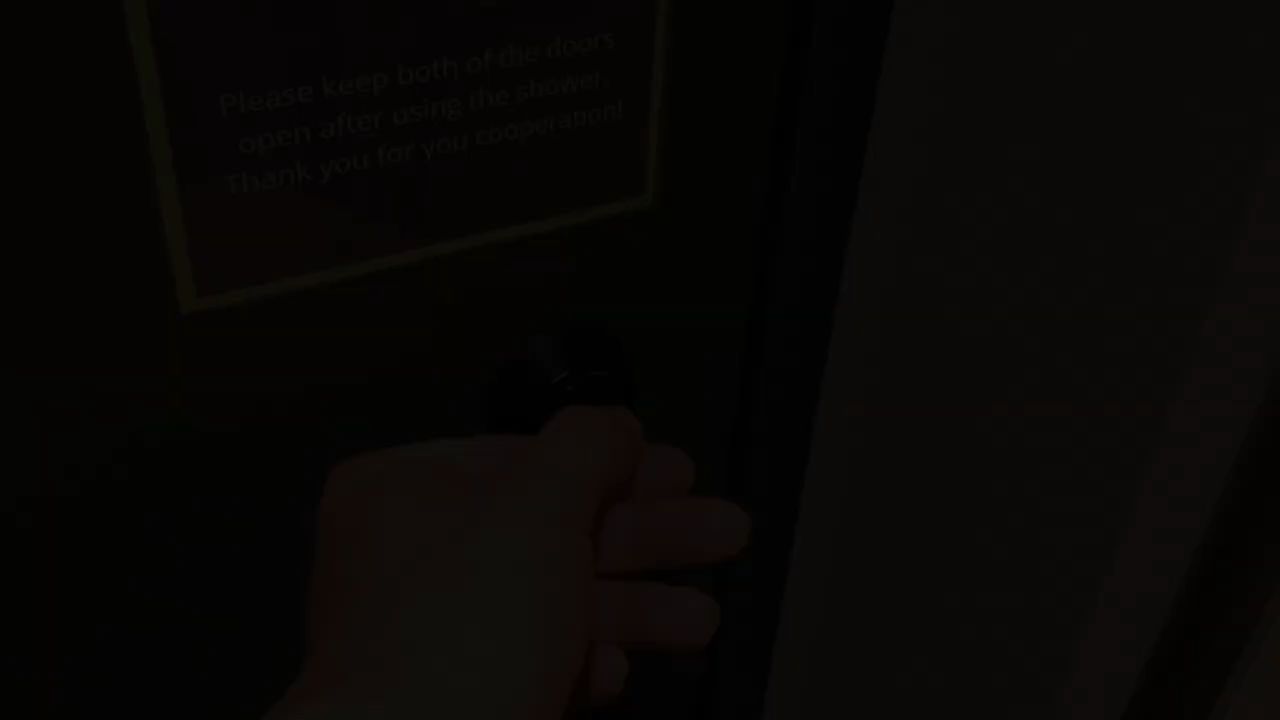 Please keep both of the doors
open after using the shower.
Thank you for you cooperation!